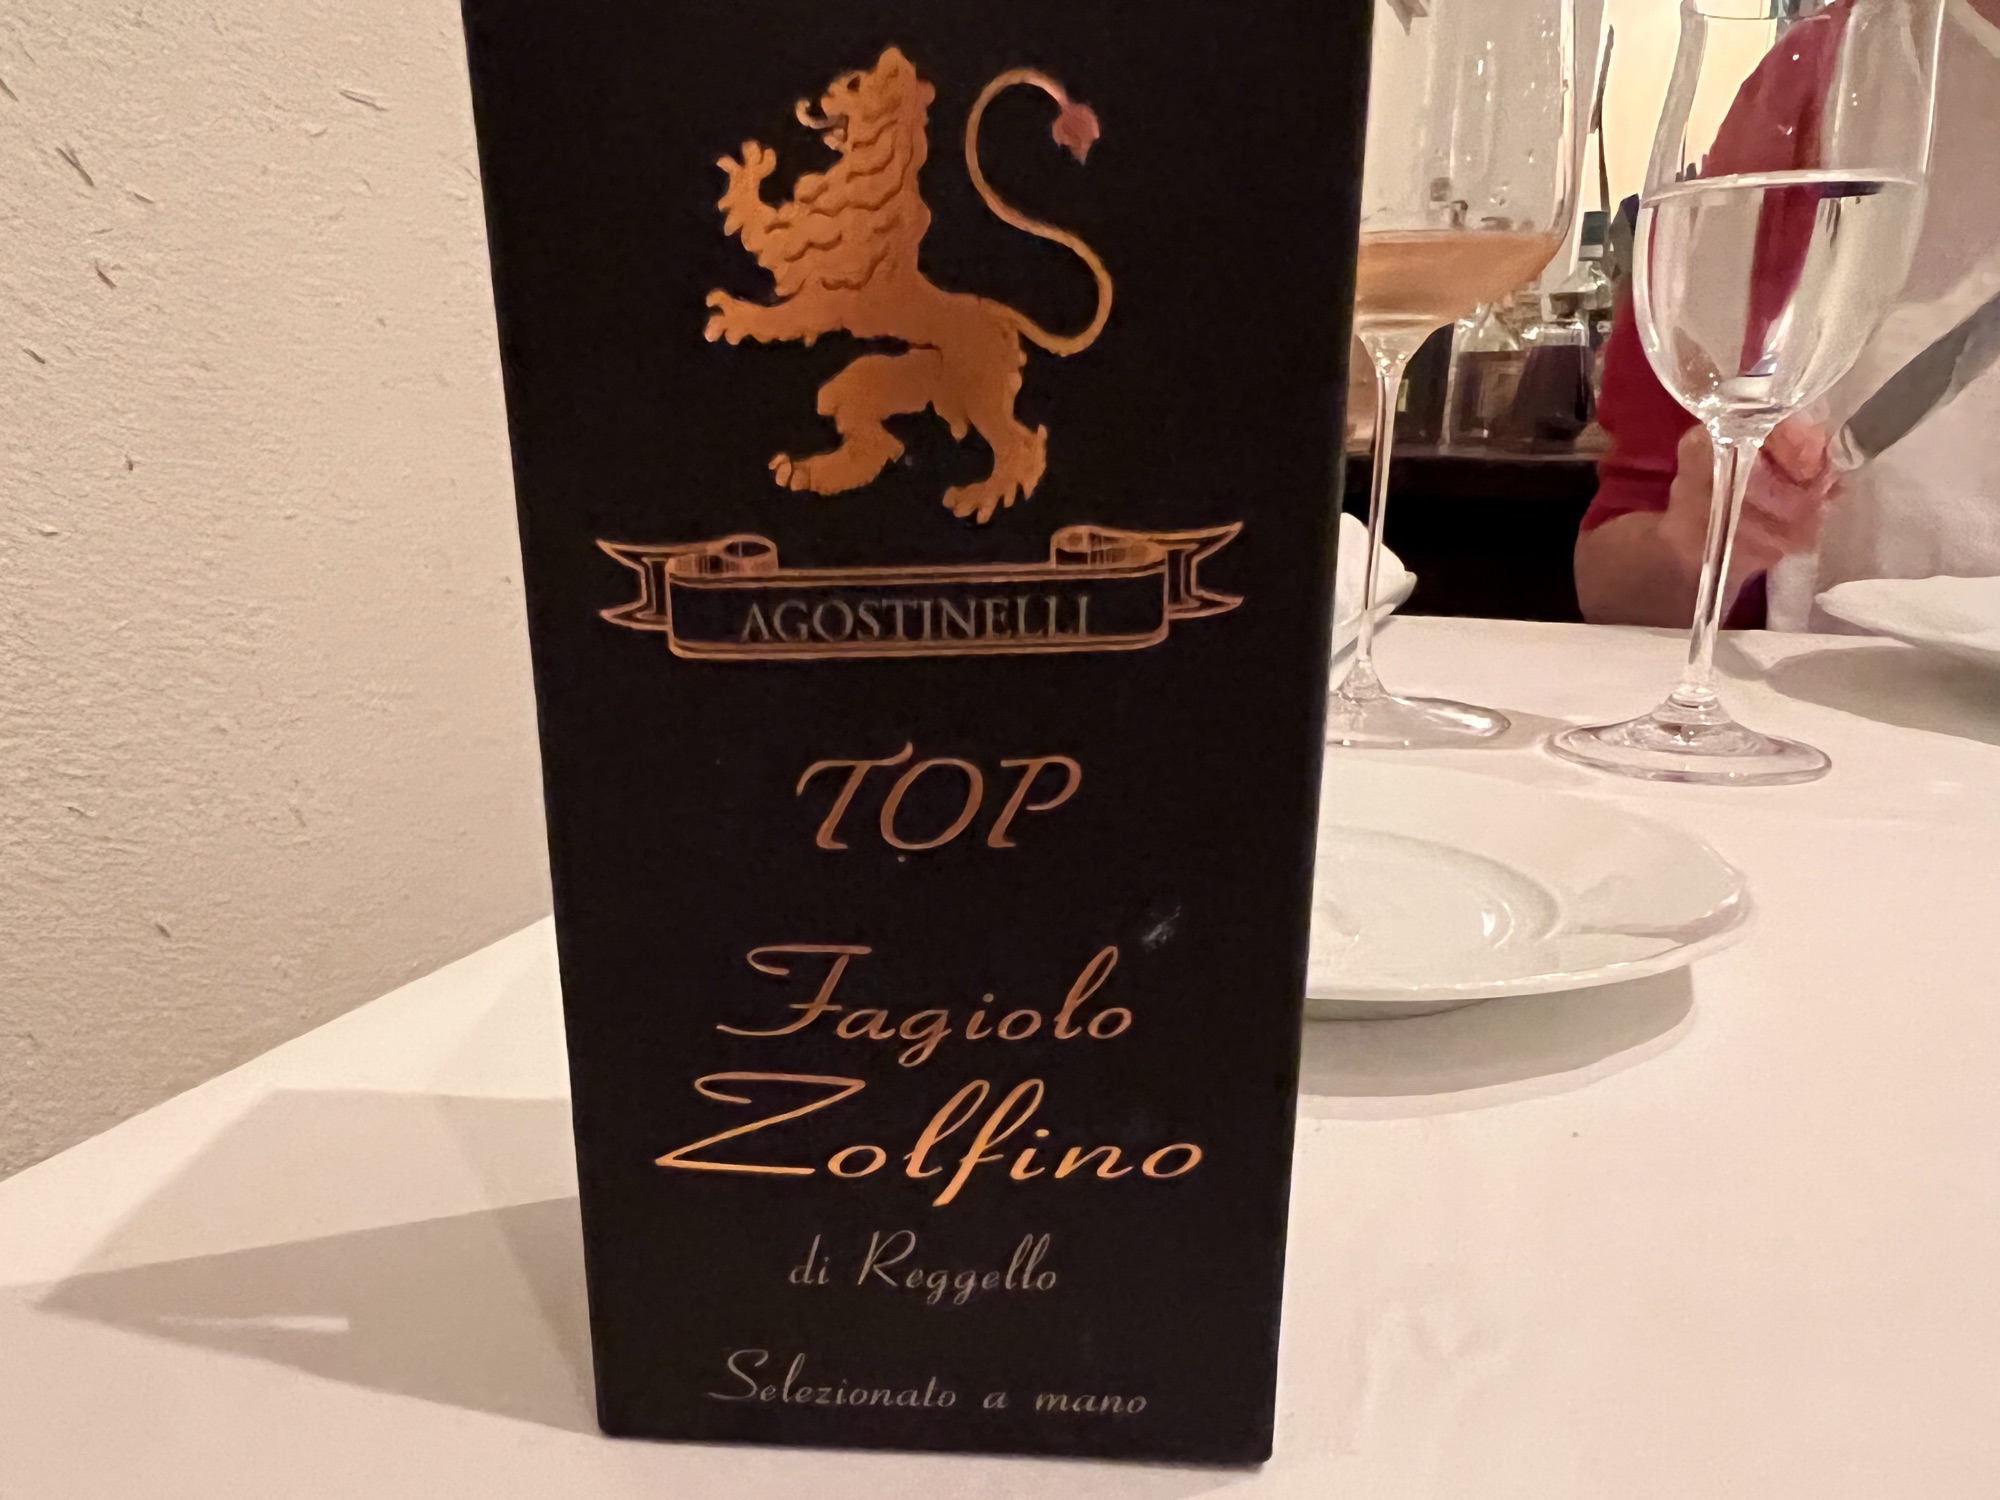 AGOSTINELLI
TOP
Fagiolo
Zolfino
di Reggello
Selezionato a mano